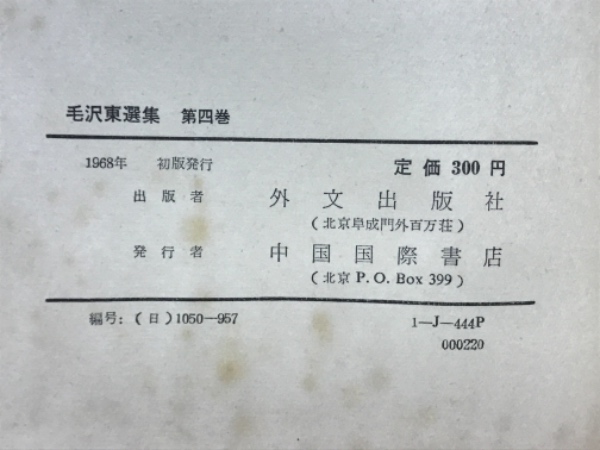 毛沢東選集　第四巻
1968年　初版発行　定価 300 円
出版者　外文出版社
(北京阜成門外百万荘)
発行者　中国国際書店
(北京 P. O. Box 399)
編号: (日) 1050—957　1—J—444P
000220